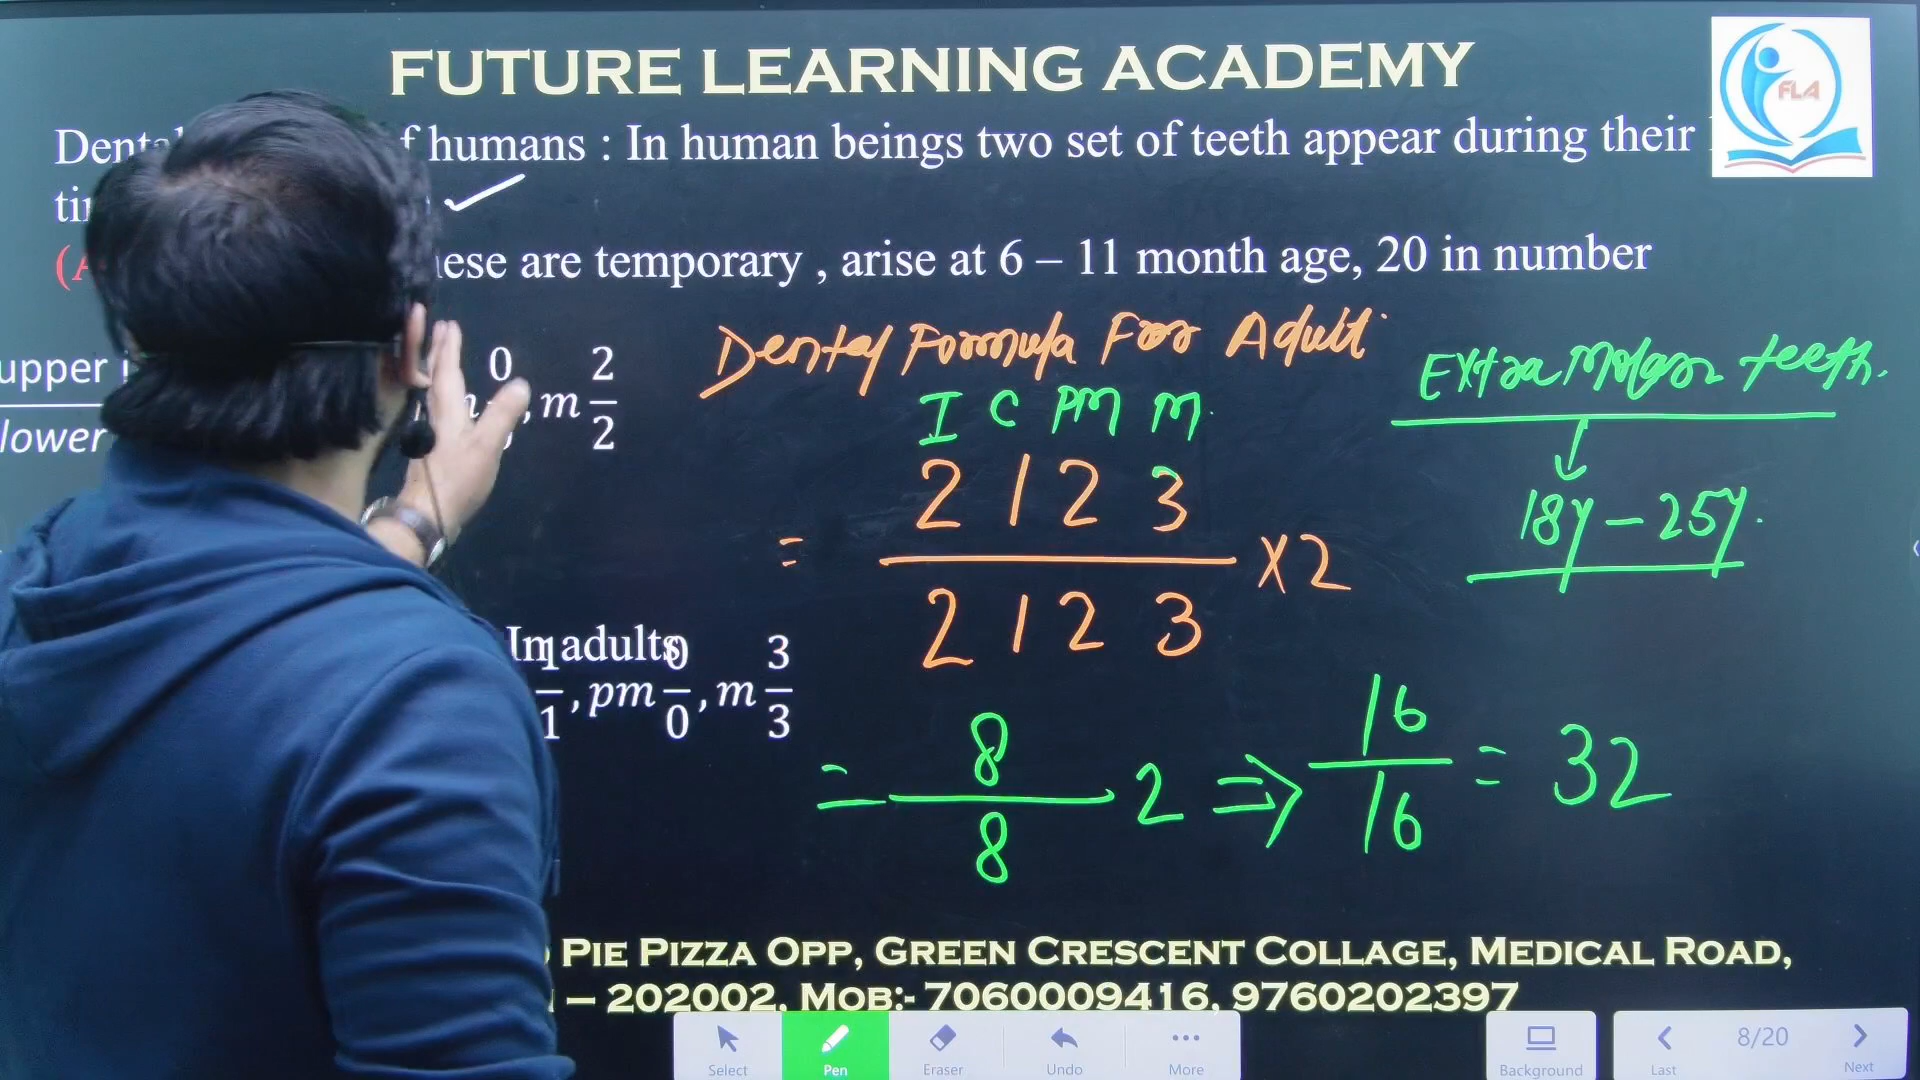 FUTURE LEARNING ACADEMY
FLA
f humans : In human beings two set of teeth appear during their
ese are temporary , arise at 6 – 11 month age, 20 in number
upper
lower
0
, m 2/2
Dental Formula For Adult
I C PM M.
= 2 1 2 3 / 2 1 2 3 × 2
Extra Molar teeth.
18y – 25y.
In adults
1/1 , pm 0/0 , m 3/3
= 8/8 2 ⇒ 16/16 = 32
PIE PIZZA OPP, GREEN CRESCENT COLLAGE, MEDICAL ROAD,
– 202002, MOB:- 7060009416, 9760202397
Select
Pen
Eraser
Undo
More
Background
Last
8/20
Next